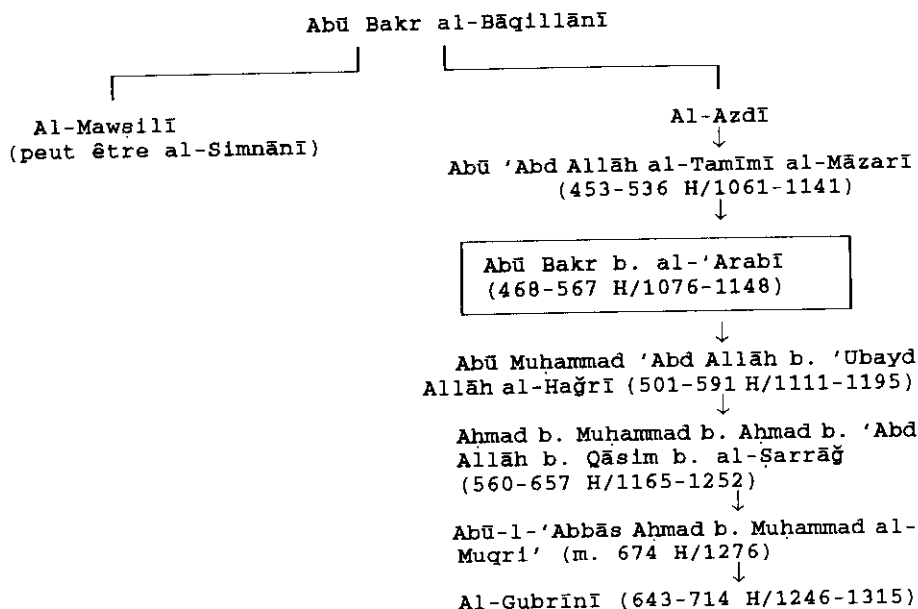 Abū Bakr al-Bāqillānī
Al-Mawṣilī
(peut être al-Simnānī)
Al-Azdī
↓
Abū 'Abd Allāh al-Tamīmī al-Māzarī
(453-536 H/1061-1141)
↓
Abū Bakr b. al-'Arabī
(468-567 H/1076-1148)
↓
Abū Muḥammad 'Abd Allāh b. 'Ubayd
Allāh al-Hağrī (501-591 H/1111-1195)
↓
Aḥmad b. Muḥammad b. Aḥmad b. 'Abd
Allāh b. Qāsim b. al-Ṣarrāğ
(560-657 H/1165-1252)
↓
Abū-l-'Abbās Aḥmad b. Muḥammad al-
Muqri' (m. 674 H/1276)
↓
Al-Gubrīnī (643-714 H/1246-1315)